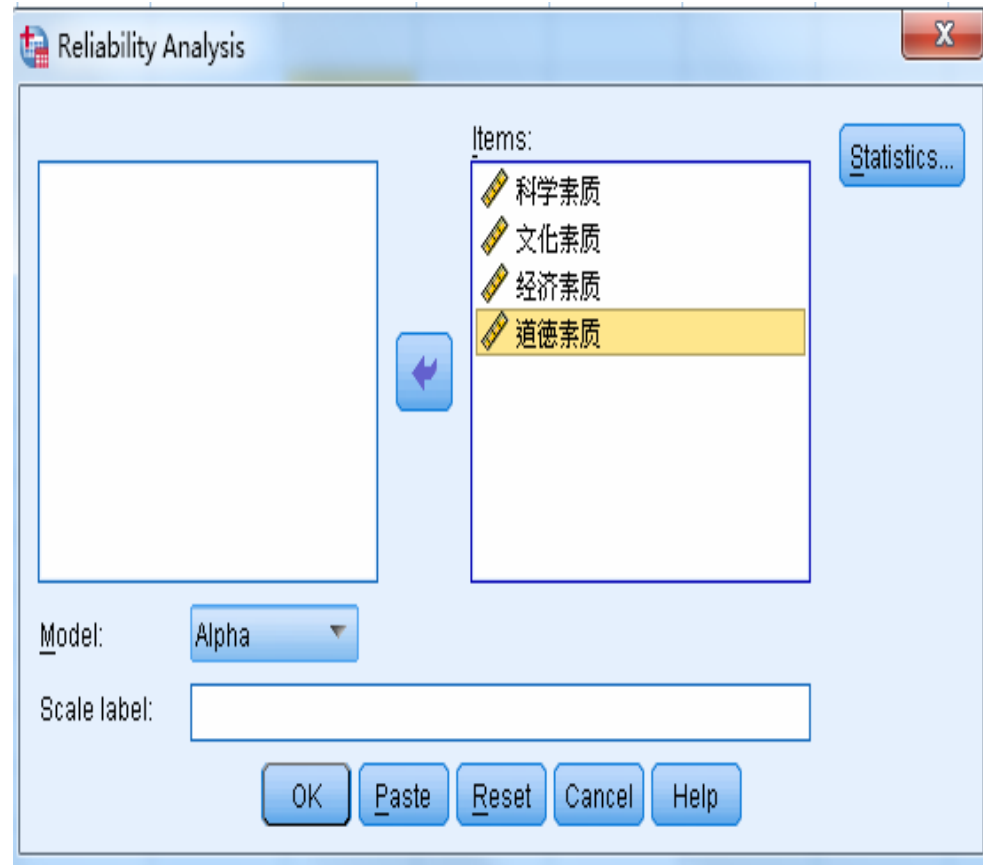 Reliability Analysis
Items:
Statistics...
科学素质
文化素质
经济素质
道德素质
Model:
Alpha
Scale label:
OK
Paste
Reset
Cancel
Help